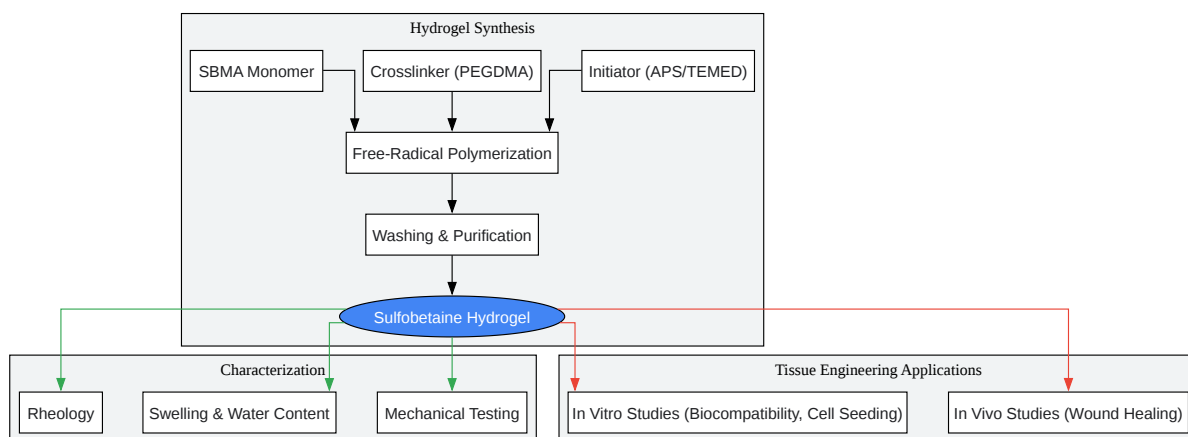 Hydrogel Synthesis
SBMA Monomer
Crosslinker (PEGDMA)
Initiator (APS/TEMED)
Free-Radical Polymerization
Washing & Purification
Sulfobetaine Hydrogel
Characterization
Tissue Engineering Applications
Rheology
Swelling & Water Content
Mechanical Testing
In Vitro Studies (Biocompatibility, Cell Seeding)
In Vivo Studies (Wound Healing)